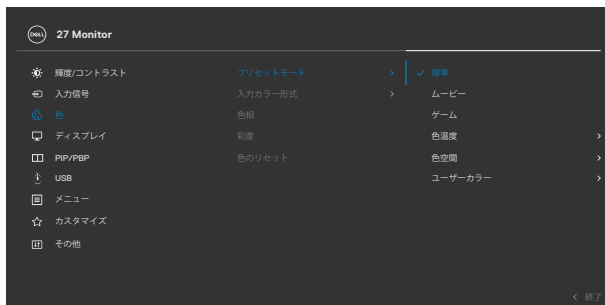 DELL 27 Monitor
輝度/コントラスト プリセットモード > ✓ 標準
入力信号 入力カラー形式 > ムービー
色 色相 ゲーム
ディスプレイ 彩度 色温度 >
PIP/PBP 色のリセット 色空間 >
USB ユーザーカラー >
メニュー
カスタマイズ
その他
< 終了